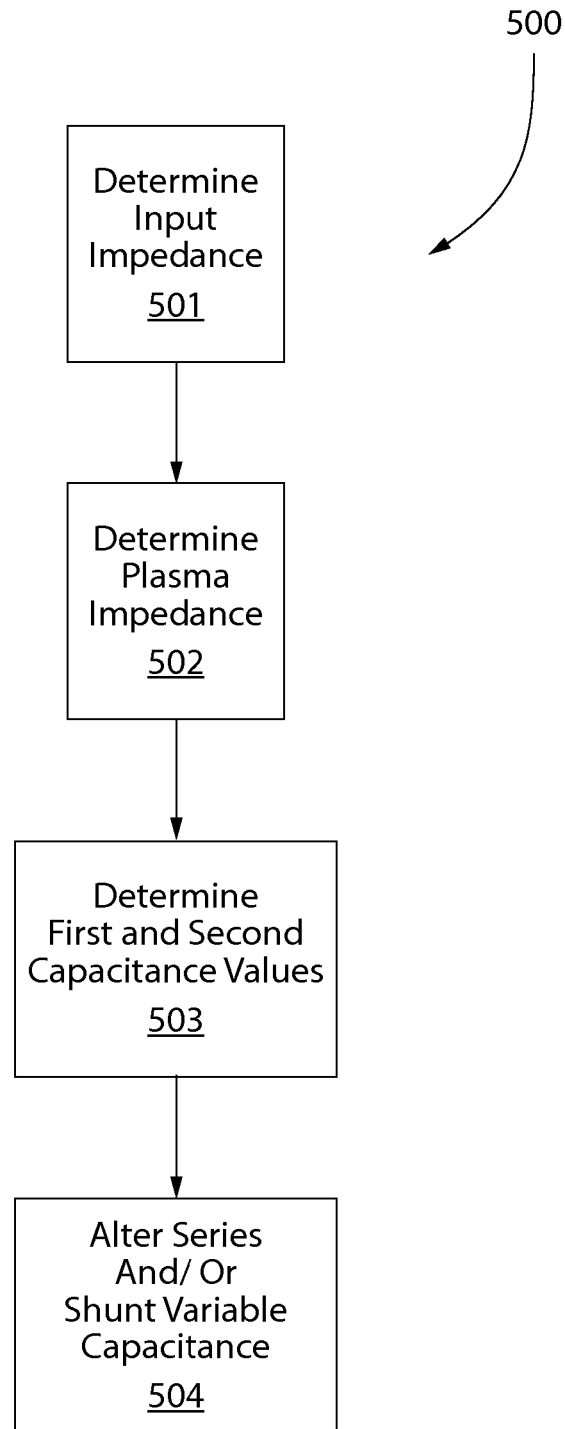 500
Determine
Input
Impedance
501
Determine
Plasma
Impedance
502
Determine
First and Second
Capacitance Values
503
Alter Series
And/ Or
Shunt Variable
Capacitance
504